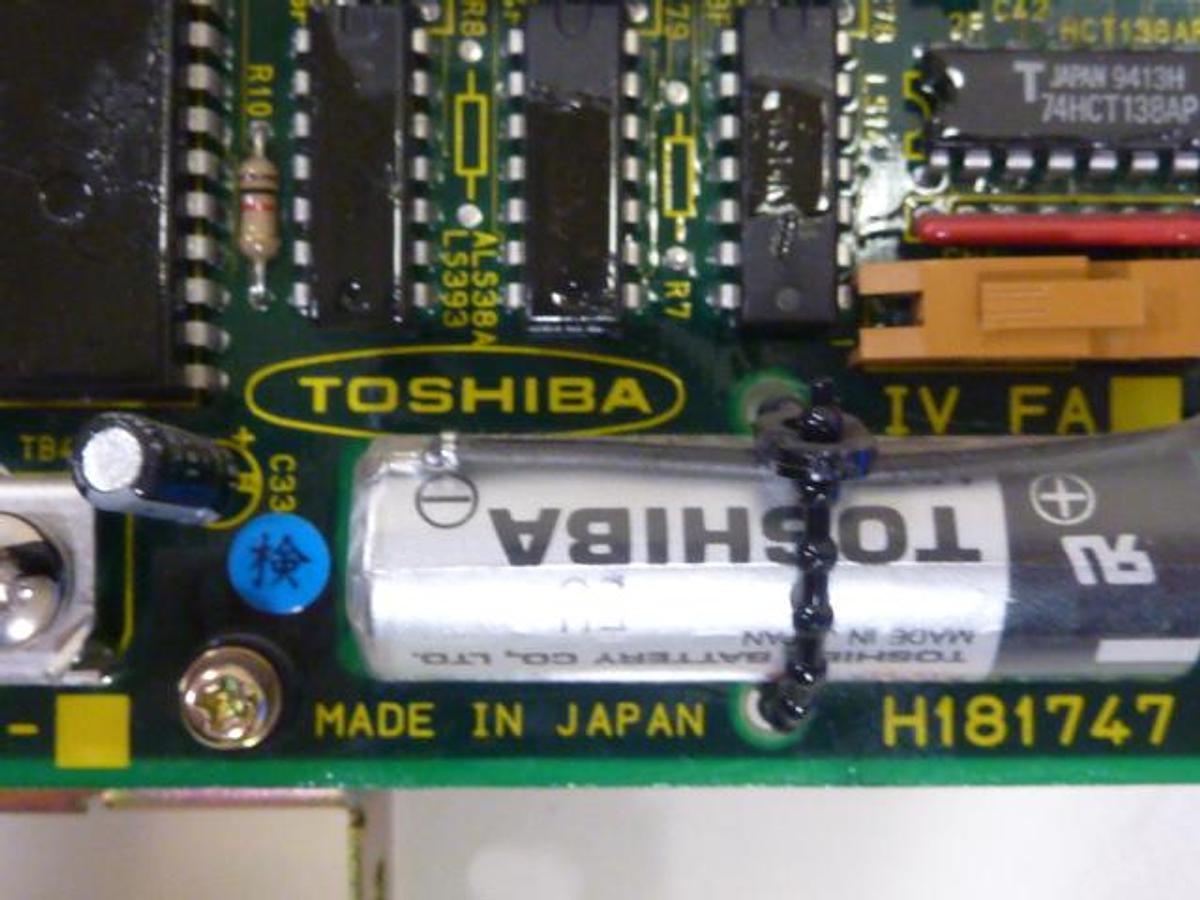 C42
2F
HCT138AP
R8
R10
JAPAN 9413H
74HCT138AP
ALS38A
LS393
R7
TOSHIBA
IV FA
TB4
C33
検
TOSHIBA
MADE IN JAPAN
TOSHIBA BATTERY CO., LTD.
MADE IN JAPAN
H181747